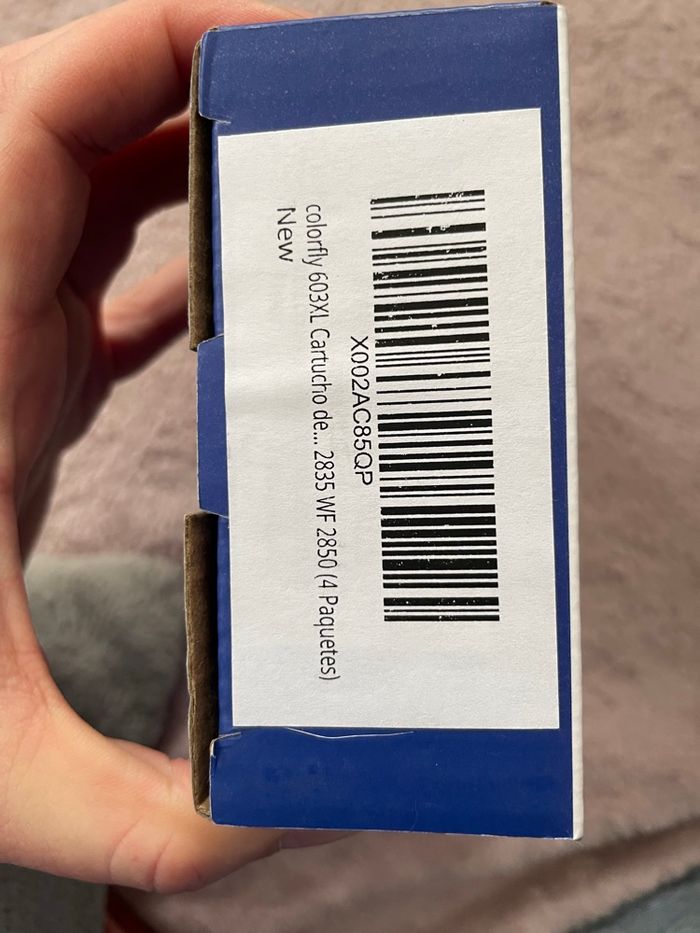 X002AC85QP
colorfly 603XL Cartucho de... 2835 WF 2850 (4 Paquetes)
New